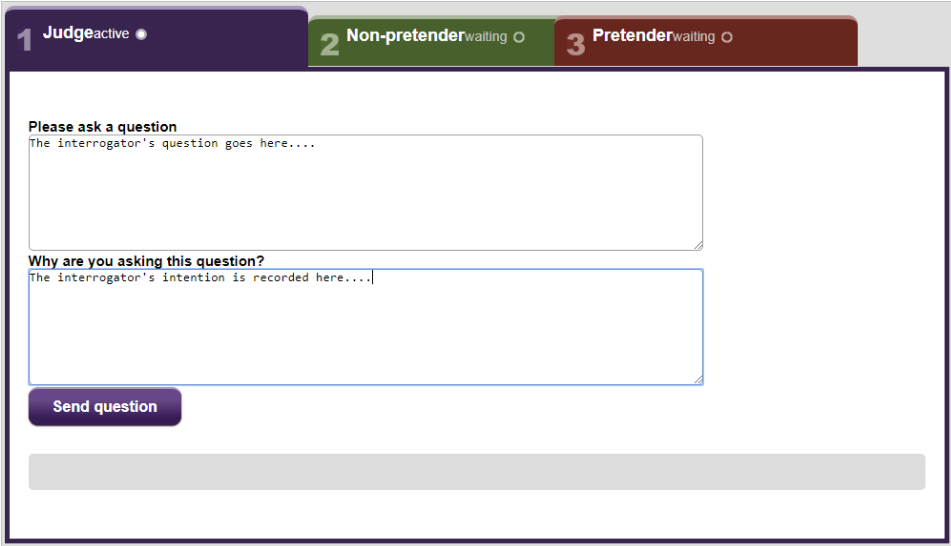 1 Judgeactive
2 Non-pretenderwaiting
3 Pretenderwaiting
Please ask a question
The interrogator's question goes here....
Why are you asking this question?
The interrogator's intention is recorded here....
Send question